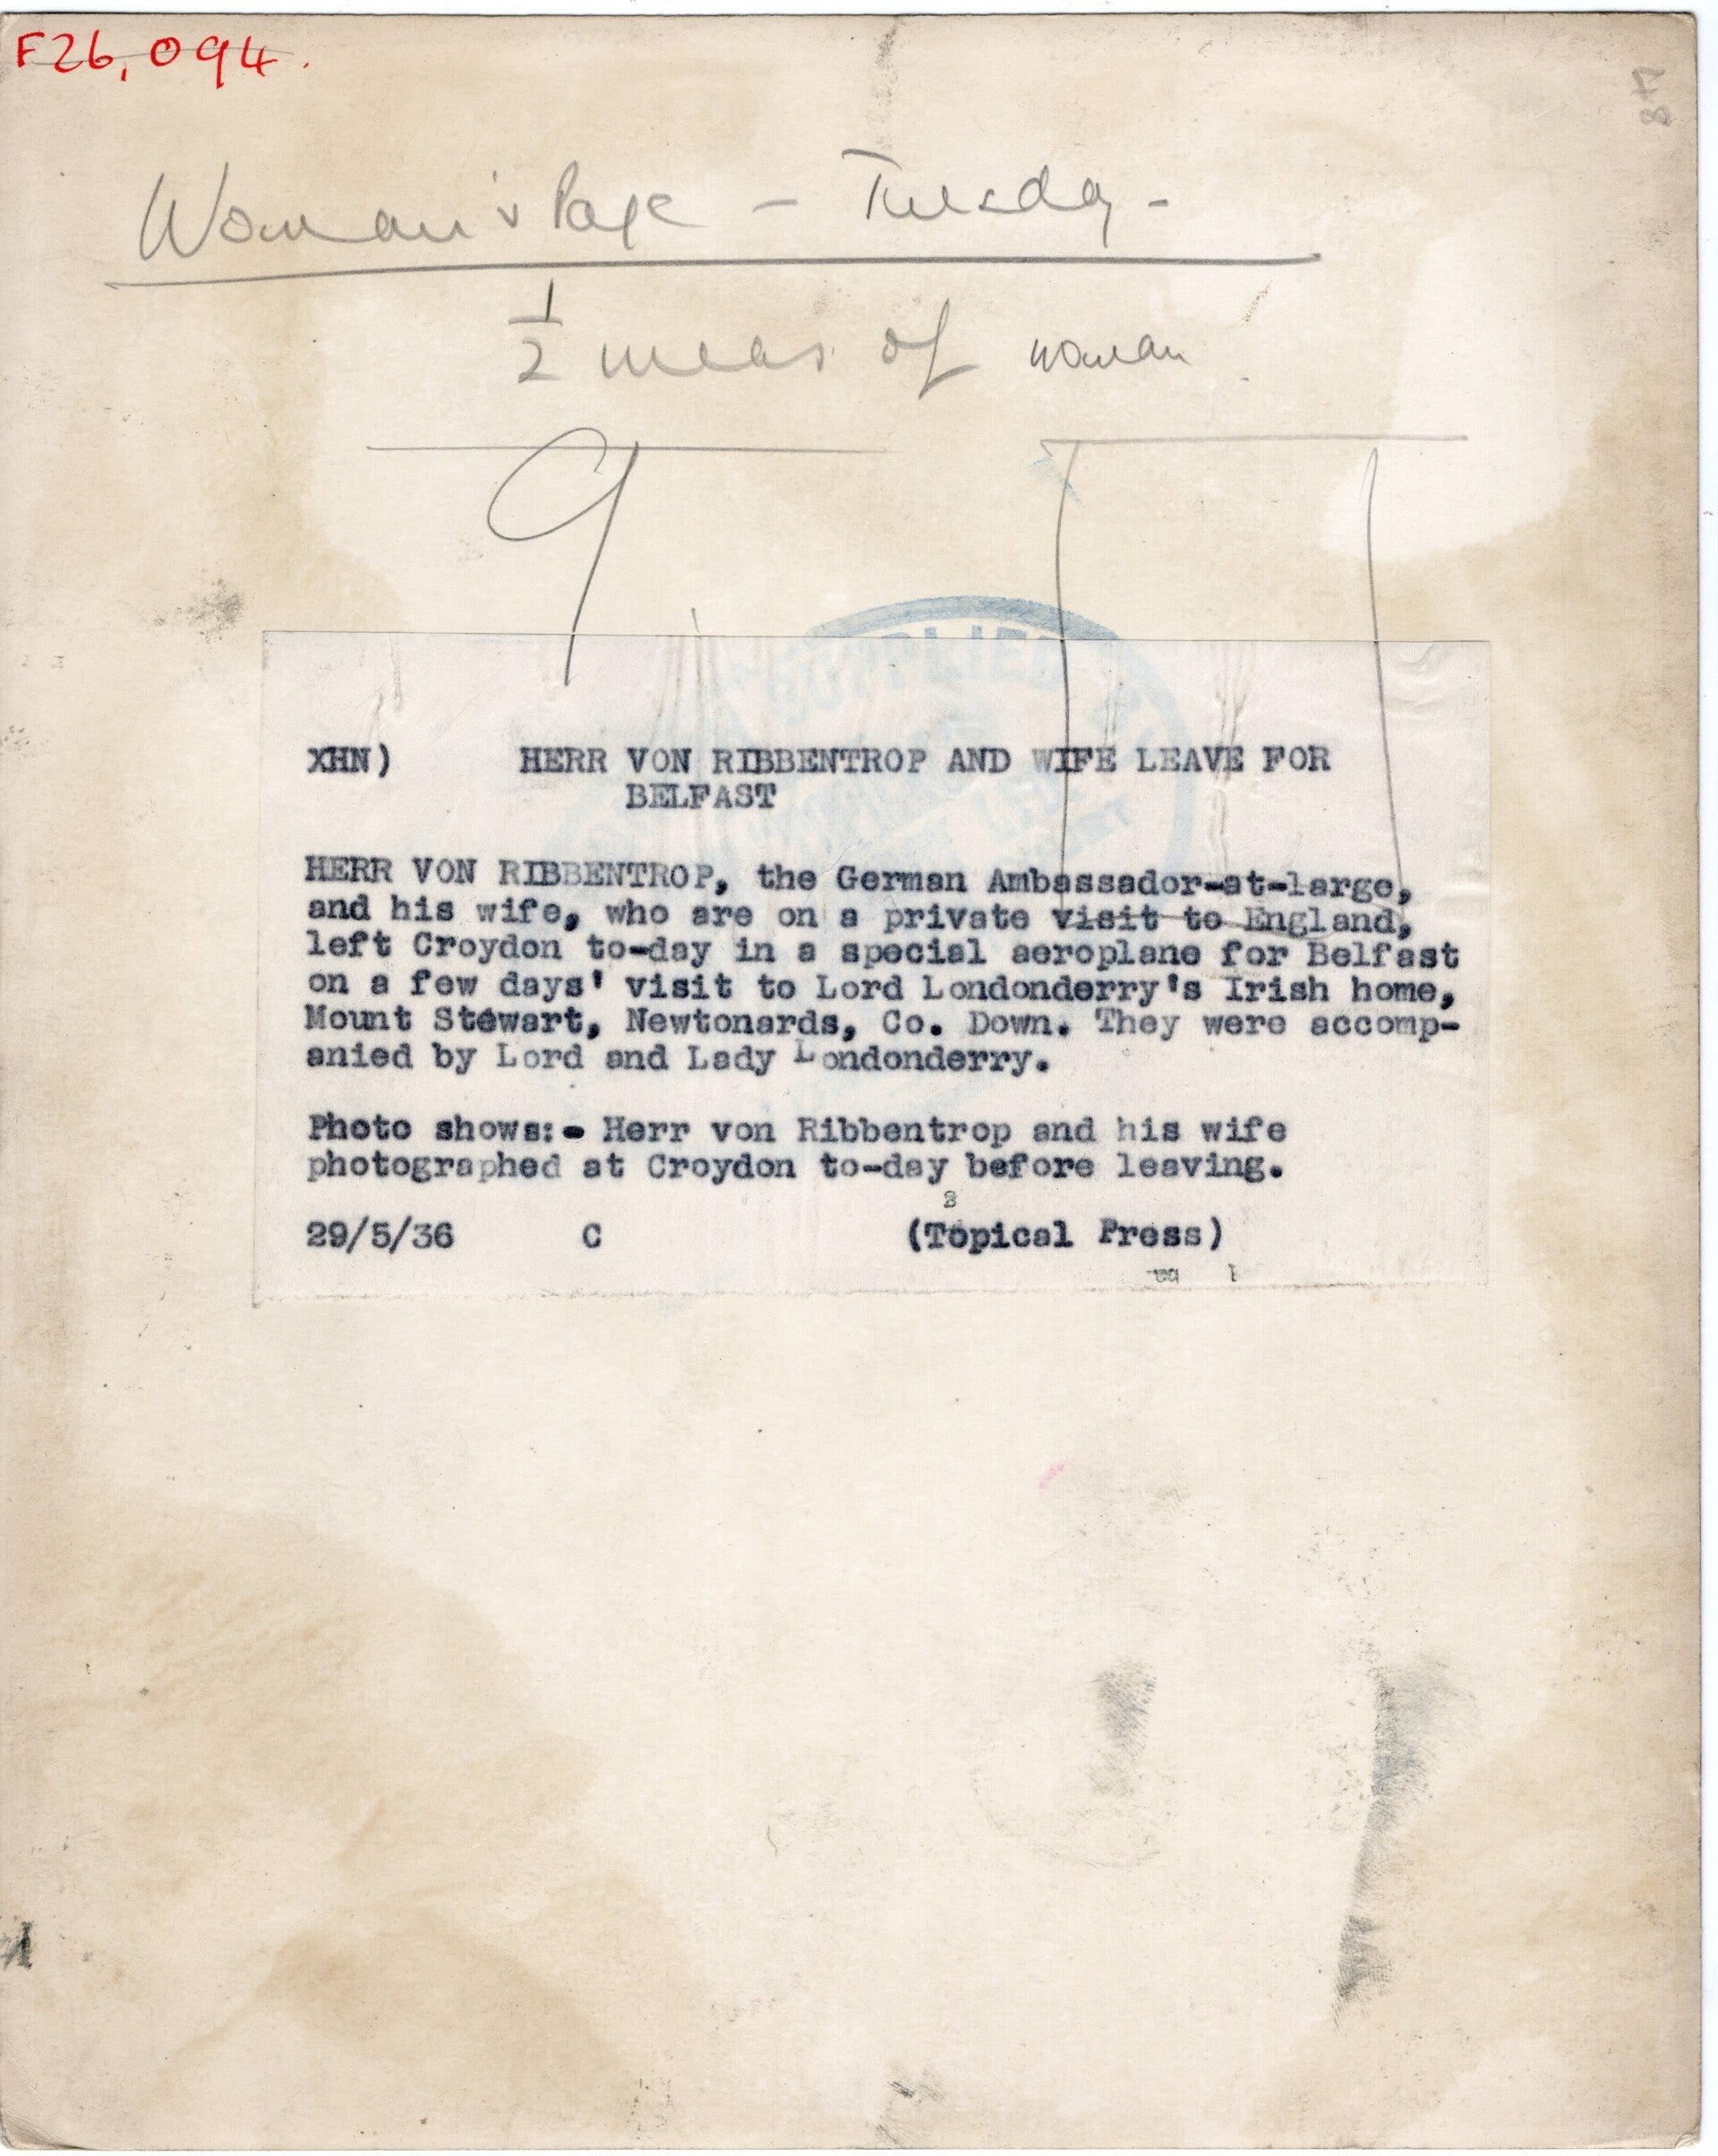 F26,094.
Woman's Page - Tuesday -
1/2 meas. of woman
9
SUPPLIED
XHN) HERR VON RIBBENTROP AND WIFE LEAVE FOR
BELFAST
HERR VON RIBBENTROP, the German Ambassador-at-large,
and his wife, who are on a private visit to England,
left Croydon to-day in a special aeroplane for Belfast
on a few days' visit to Lord Londonderry's Irish home,
Mount Stewart, Newtonards, Co. Down. They were accomp-
anied by Lord and Lady Londonderry.
Photo shows:- Herr von Ribbentrop and his wife
photographed at Croydon to-day before leaving.
29/5/36 C (Topical Press)